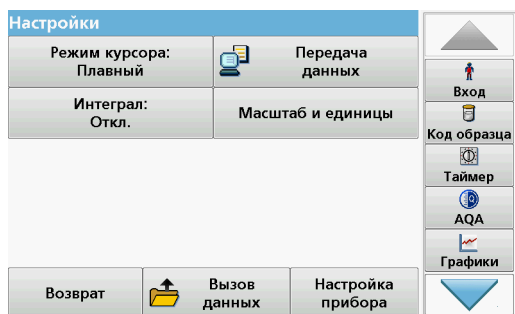 Настройки
Режим курсора:
Плавный
Передача
данных
Интеграл:
Откл.
Масштаб и единицы
Возврат
Вызов
данных
Настройка
прибора
Вход
Код образца
Таймер
AQA
Графики